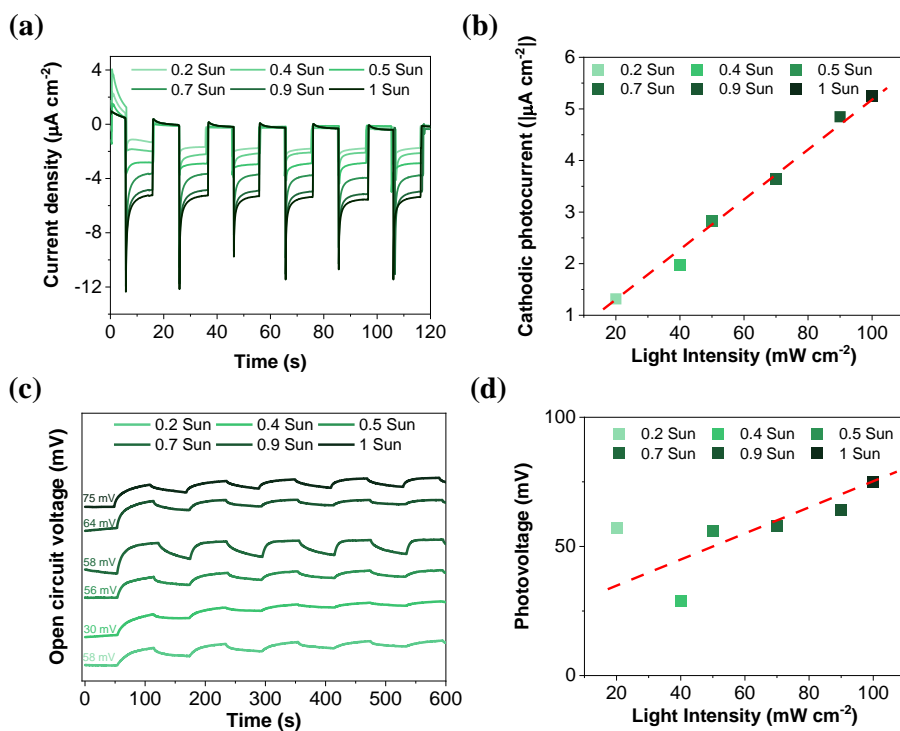 (a)
0.2 Sun 0.4 Sun 0.5 Sun
0.7 Sun 0.9 Sun 1 Sun
Current density (µA cm⁻²)
4
0
-4
-8
-12
0 20 40 60 80 100 120
Time (s)
(b)
0.2 Sun 0.4 Sun 0.5 Sun
0.7 Sun 0.9 Sun 1 Sun
Cathodic photocurrent (|µA cm⁻²|)
6
5
4
3
2
1
20 40 60 80 100
Light Intensity (mW cm⁻²)
(c)
0.2 Sun 0.4 Sun 0.5 Sun
0.7 Sun 0.9 Sun 1 Sun
Open circuit voltage (mV)
75 mV
64 mV
58 mV
56 mV
30 mV
58 mV
0 100 200 300 400 500 600
Time (s)
(d)
0.2 Sun 0.4 Sun 0.5 Sun
0.7 Sun 0.9 Sun 1 Sun
Photovoltage (mV)
100
50
0
20 40 60 80 100
Light Intensity (mW cm⁻²)